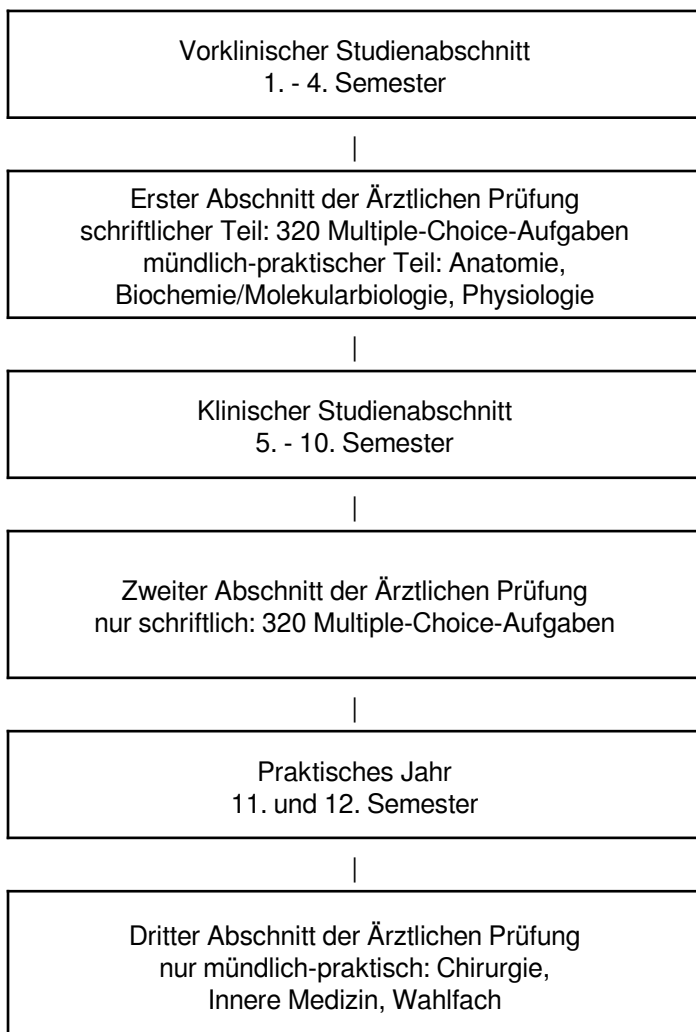 Vorklinischer Studienabschnitt
1. - 4. Semester
|
Erster Abschnitt der Ärztlichen Prüfung
schriftlicher Teil: 320 Multiple-Choice-Aufgaben
mündlich-praktischer Teil: Anatomie,
Biochemie/Molekularbiologie, Physiologie
|
Klinischer Studienabschnitt
5. - 10. Semester
|
Zweiter Abschnitt der Ärztlichen Prüfung
nur schriftlich: 320 Multiple-Choice-Aufgaben
|
Praktisches Jahr
11. und 12. Semester
|
Dritter Abschnitt der Ärztlichen Prüfung
nur mündlich-praktisch: Chirurgie,
Innere Medizin, Wahlfach